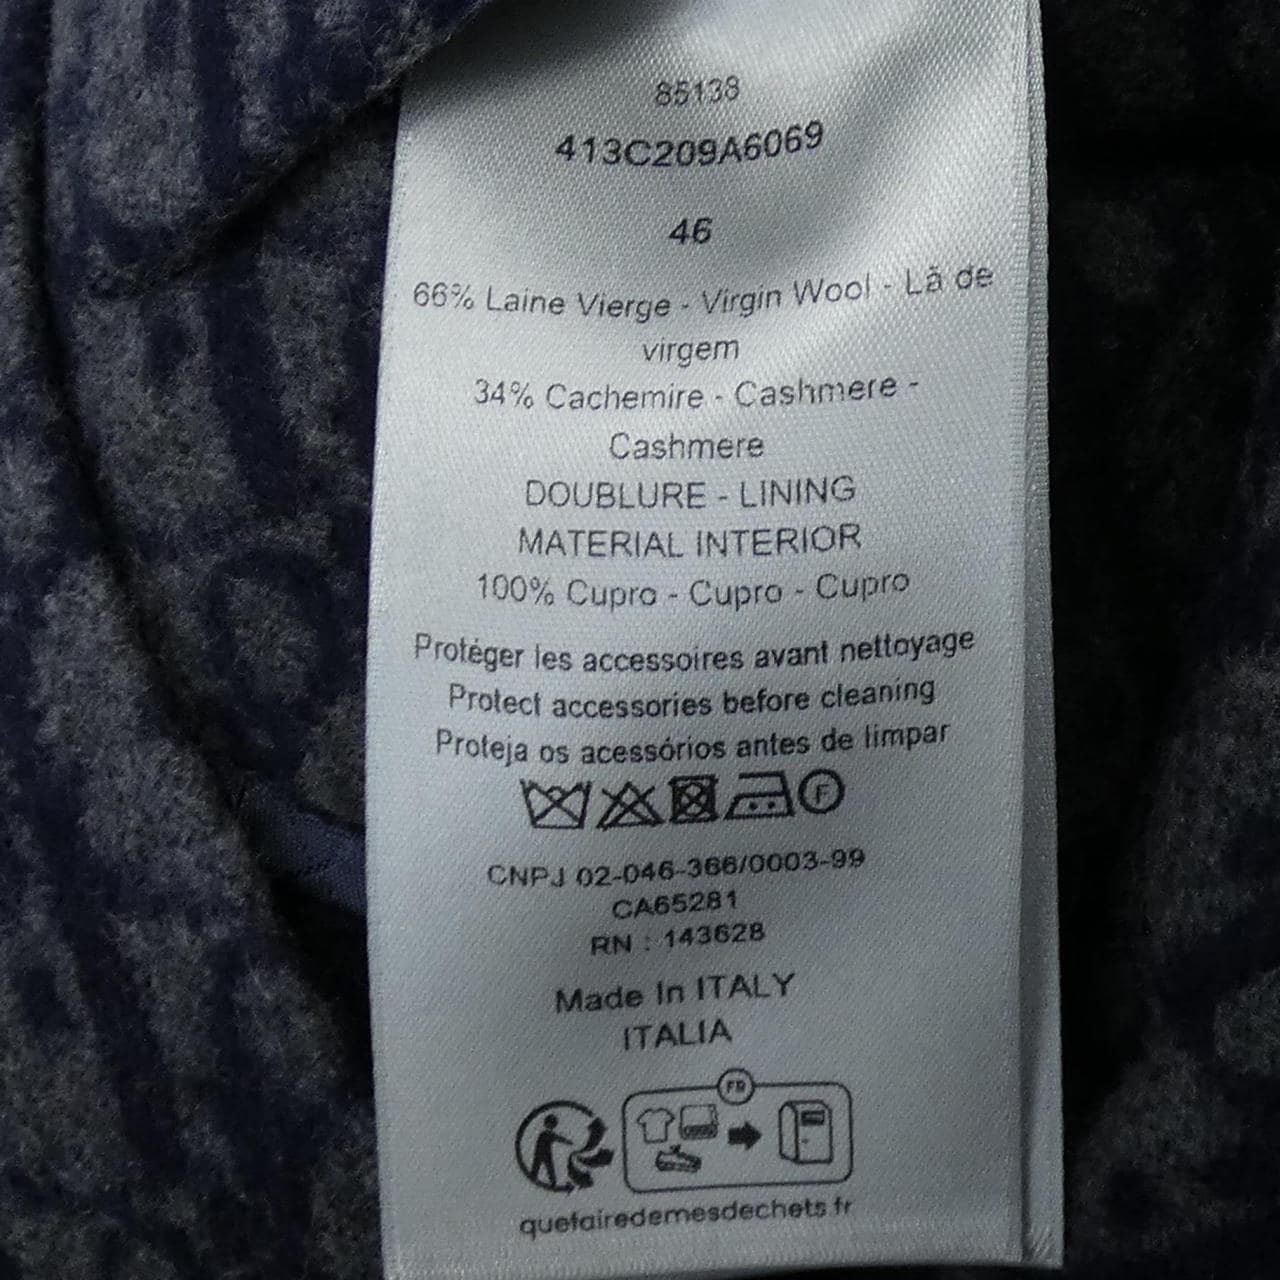 85138
413C209A6069
46
66% Laine Vierge - Virgin Wool - Lã de
virgem
34% Cachemire - Cashmere -
Cashmere
DOUBLURE - LINING
MATERIAL INTERIOR
100% Cupro - Cupro - Cupro
Protéger les accessoires avant nettoyage
Protect accessories before cleaning
Proteja os acessórios antes de limpar
F
CNPJ 02-046-366/0003-99
CA65281
RN : 143628
Made In ITALY
ITALIA
FR
quefairedemesdechets.fr